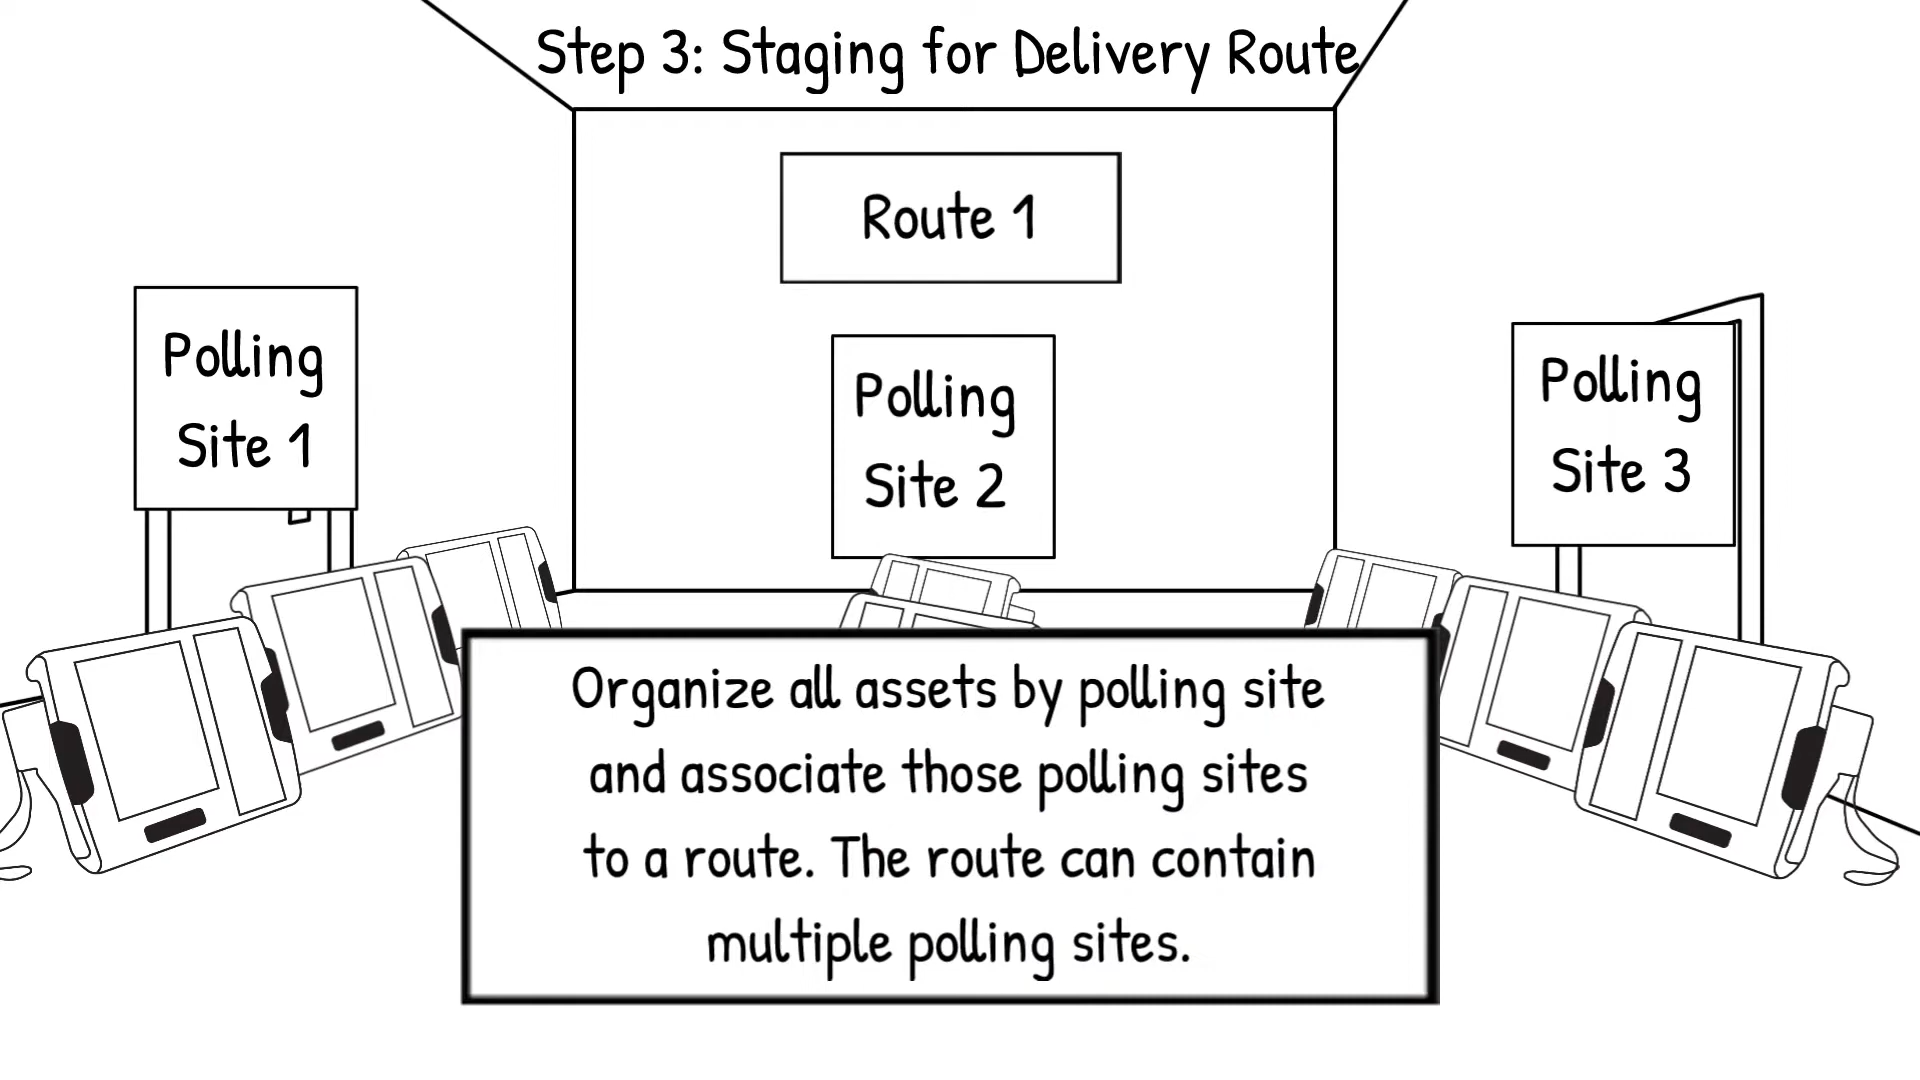 Step 3: Staging for Delivery Route
Route 1
Polling
Site 1
Polling
Site 2
Polling
Site 3
Organize all assets by polling site
and associate those polling sites
to a route. The route can contain
multiple polling sites.